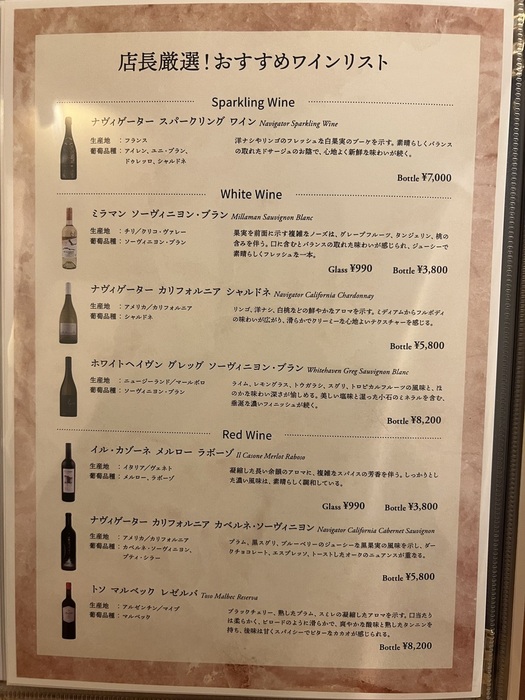 店長厳選！おすすめワインリスト
Sparkling Wine
ナヴィゲーター スパークリング ワイン Navigator Sparkling Wine
生産地 ：フランス
葡萄品種 ：アイレン、ユニ・ブラン、
ドゥレッロ、シャルドネ
洋ナシやリンゴのフレッシュな白果実のブーケを示す。素晴らしくバランス
の取れたドサージュのお陰で、心地よく新鮮な味わいが続く。
Bottle ¥7,000
White Wine
ミラマン ソーヴィニヨン・ブラン Millaman Sauvignon Blanc
生産地 ：チリ／クリコ・ヴァレー
葡萄品種 ：ソーヴィニヨン・ブラン
果実を前面に示す複雑なノーズは、グレープフルーツ、タンジェリン、桃の
含みを伴う。口に含むとバランスの取れた味わいが感じられ、ジューシーで
素晴らしくフレッシュな一本。
Glass ¥990 Bottle ¥3,800
ナヴィゲーター カリフォルニア シャルドネ Navigator California Chardonnay
生産地 ：アメリカ／カリフォルニア
葡萄品種 ：シャルドネ
リンゴ、洋ナシ、白桃などの鮮やかなアロマを示す。ミディアムからフルボディ
の味わいが広がり、滑らかでクリーミーな心地よいテクスチャーを感じる。
Bottle ¥5,800
ホワイトヘイヴン グレッグ ソーヴィニヨン・ブラン Whitehaven Greg Sauvignon Blanc
生産地 ：ニュージーランド／マールボロ
葡萄品種 ：ソーヴィニヨン・ブラン
ライム、レモングラス、トウガラシ、スグリ、トロピカルフルーツの風味と、ほ
のかな味わい深さが愉しめる。美しい塩味と湿った小石のミネラルを含む、
垂涎な濃いフィニッシュが続く。
Bottle ¥8,200
Red Wine
イル・カゾーネ メルロー ラボーゾ Il Casone Merlot Raboso
生産地 ：イタリア／ヴェネト
葡萄品種 ：メルロー、ラボーゾ
凝縮した長い余韻のアロマに、複雑なスパイスの芳香を伴う。しっかりとし
た濃い風味は、素晴らしく調和している。
Glass ¥990 Bottle ¥3,800
ナヴィゲーター カリフォルニア カベルネ・ソーヴィニヨン Navigator California Cabernet Sauvignon
生産地 ：アメリカ／カリフォルニア
葡萄品種 ：カベルネ・ソーヴィニヨン、
プティ・シラー
プラム、黒スグリ、ブルーベリーのジューシーな黒果実の風味を示し、ダー
クチョコレート、エスプレッソ、トーストしたオークのニュアンスが重なる。
Bottle ¥5,800
トソ マルベック レゼルバ Toso Malbec Reserva
生産地 ：アルゼンチン／マイプ
葡萄品種 ：マルベック
ブラックチェリー、熟したプラム、スミレの凝縮したアロマを示す。口当たり
は柔らかく、ビロードのように滑らかで、爽やかな酸味と熟したタンニンを
持ち、後味は甘くスパイシーでビターなカカオが感じられる。
Bottle ¥8,200